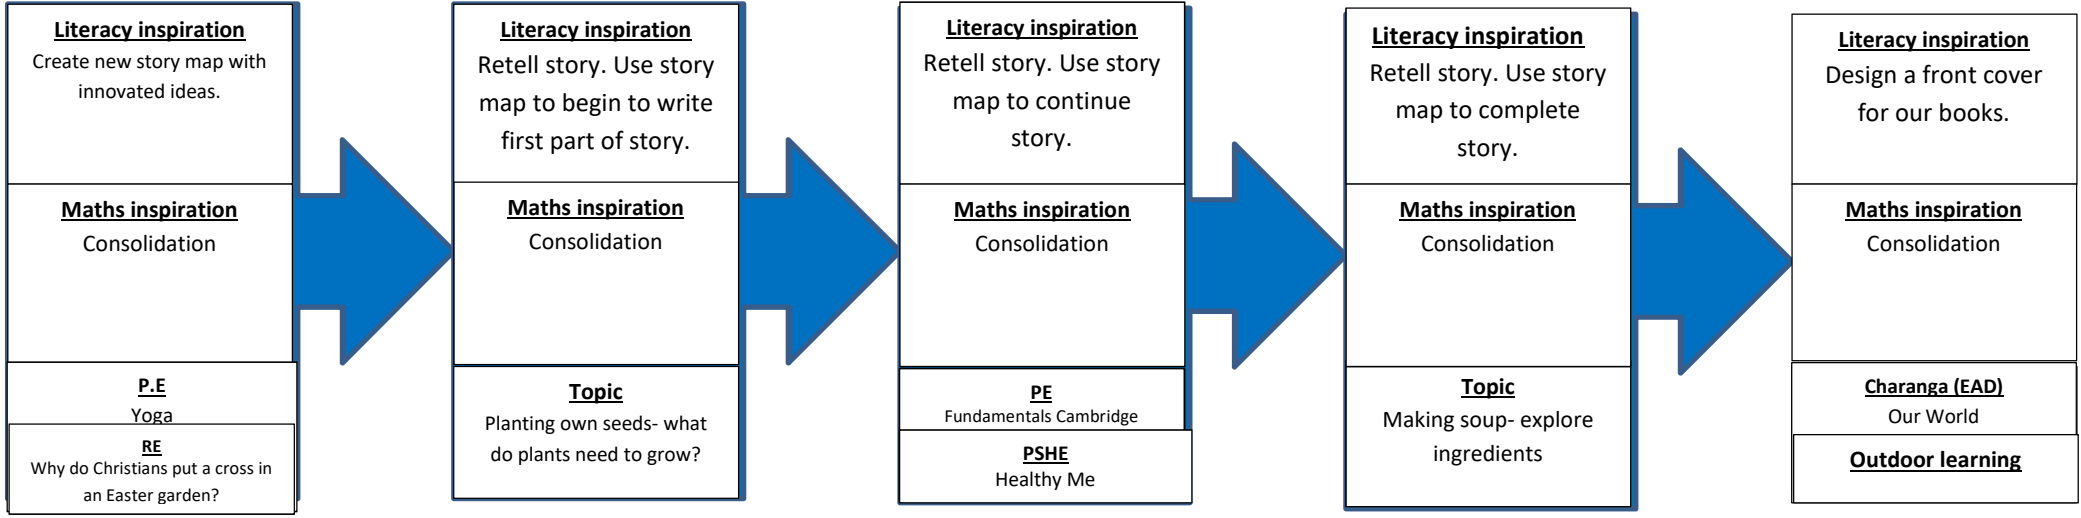 Literacy inspiration
Create new story map with
innovated ideas.
Maths inspiration
Consolidation
P.E
Yoga
RE
Why do Christians put a cross in
an Easter garden?
Literacy inspiration
Retell story. Use story
map to begin to write
first part of story.
Maths inspiration
Consolidation
Topic
Planting own seeds- what
do plants need to grow?
Literacy inspiration
Retell story. Use story
map to continue
story.
Maths inspiration
Consolidation
PE
Fundamentals Cambridge
PSHE
Healthy Me
Literacy inspiration
Retell story. Use story
map to complete
story.
Maths inspiration
Consolidation
Topic
Making soup- explore
ingredients
Literacy inspiration
Design a front cover
for our books.
Maths inspiration
Consolidation
Charanga (EAD)
Our World
Outdoor learning